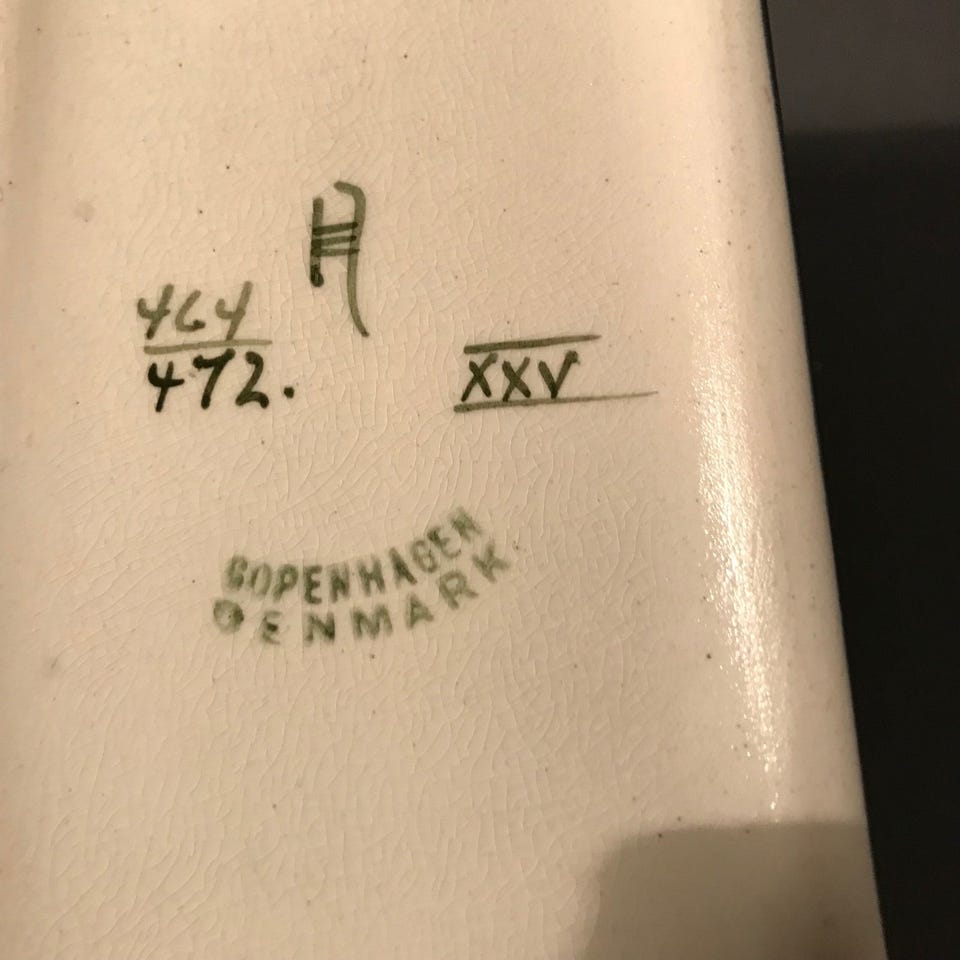 464
472.
XXV
COPENHAGEN
DENMARK